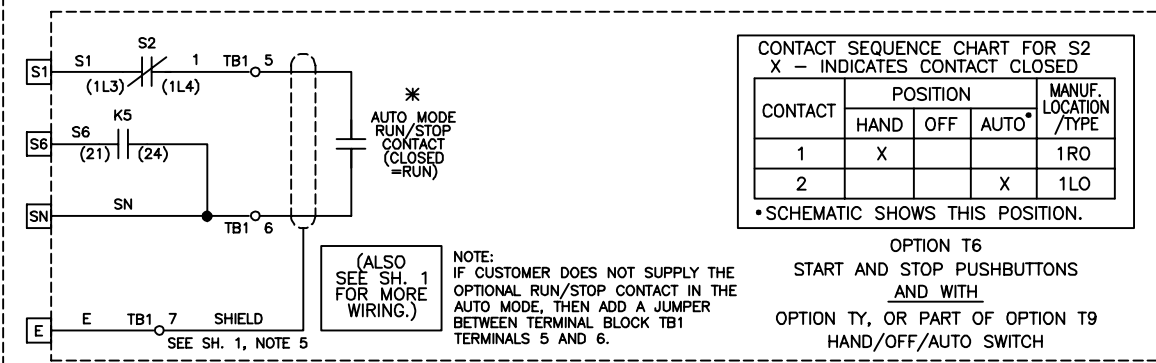 S2
S1
S1
1
TB1
5
(1L3)
(1L4)
K5
S6
S6
(21)
(24)
SN
SN
TB1
6
*
AUTO MODE
RUN/STOP
CONTACT
(CLOSED
=RUN)
E
E
TB1
7
SHIELD
SEE SH. 1, NOTE 5
(ALSO
SEE SH. 1
FOR MORE
WIRING.)
NOTE:
IF CUSTOMER DOES NOT SUPPLY THE
OPTIONAL RUN/STOP CONTACT IN THE
AUTO MODE, THEN ADD A JUMPER
BETWEEN TERMINAL BLOCK TB1
TERMINALS 5 AND 6.
CONTACT SEQUENCE CHART FOR S2
X – INDICATES CONTACT CLOSED
CONTACT
POSITION
MANUF.
LOCATION
/TYPE
HAND
OFF
AUTO•
1
X
1RO
2
X
1LO
•SCHEMATIC SHOWS THIS POSITION.
OPTION T6
START AND STOP PUSHBUTTONS
AND WITH
OPTION TY, OR PART OF OPTION T9
HAND/OFF/AUTO SWITCH